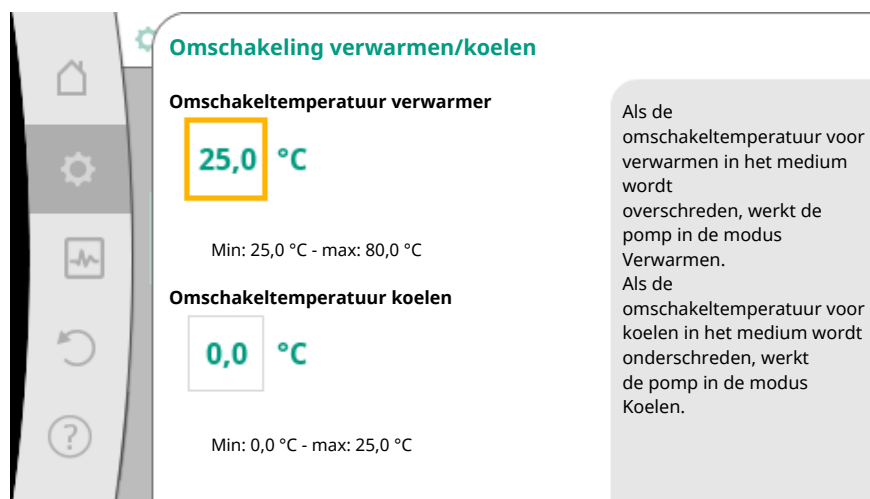 Omschakeling verwarmen/koelen
Omschakeltemperatuur verwarmer
25,0 °C
Min: 25,0 °C - max: 80,0 °C
Omschakeltemperatuur koelen
0,0 °C
Min: 0,0 °C - max: 25,0 °C
Als de
omschakeltemperatuur voor
verwarmen in het medium
wordt
overschreden, werkt de
pomp in de modus
Verwarmen.
Als de
omschakeltemperatuur voor
koelen in het medium wordt
onderschreden, werkt
de pomp in de modus
Koelen.
?